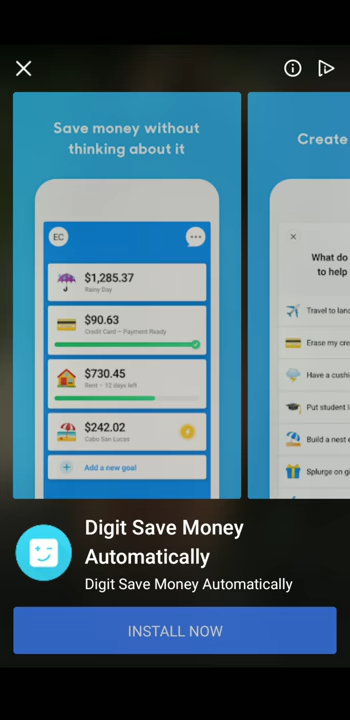 Save money without
thinking about it
EC
$1,285.37
Rainy Day
$90.63
Credit Card – Payment Ready
$730.45
Rent – 12 days left
$242.02
Cabo San Lucas
Add a new goal
Create
What do
to help
Travel to
Erase my
Have a
Put student
Build a nest
Splurge on
Digit Save Money
Automatically
Digit Save Money Automatically
INSTALL NOW